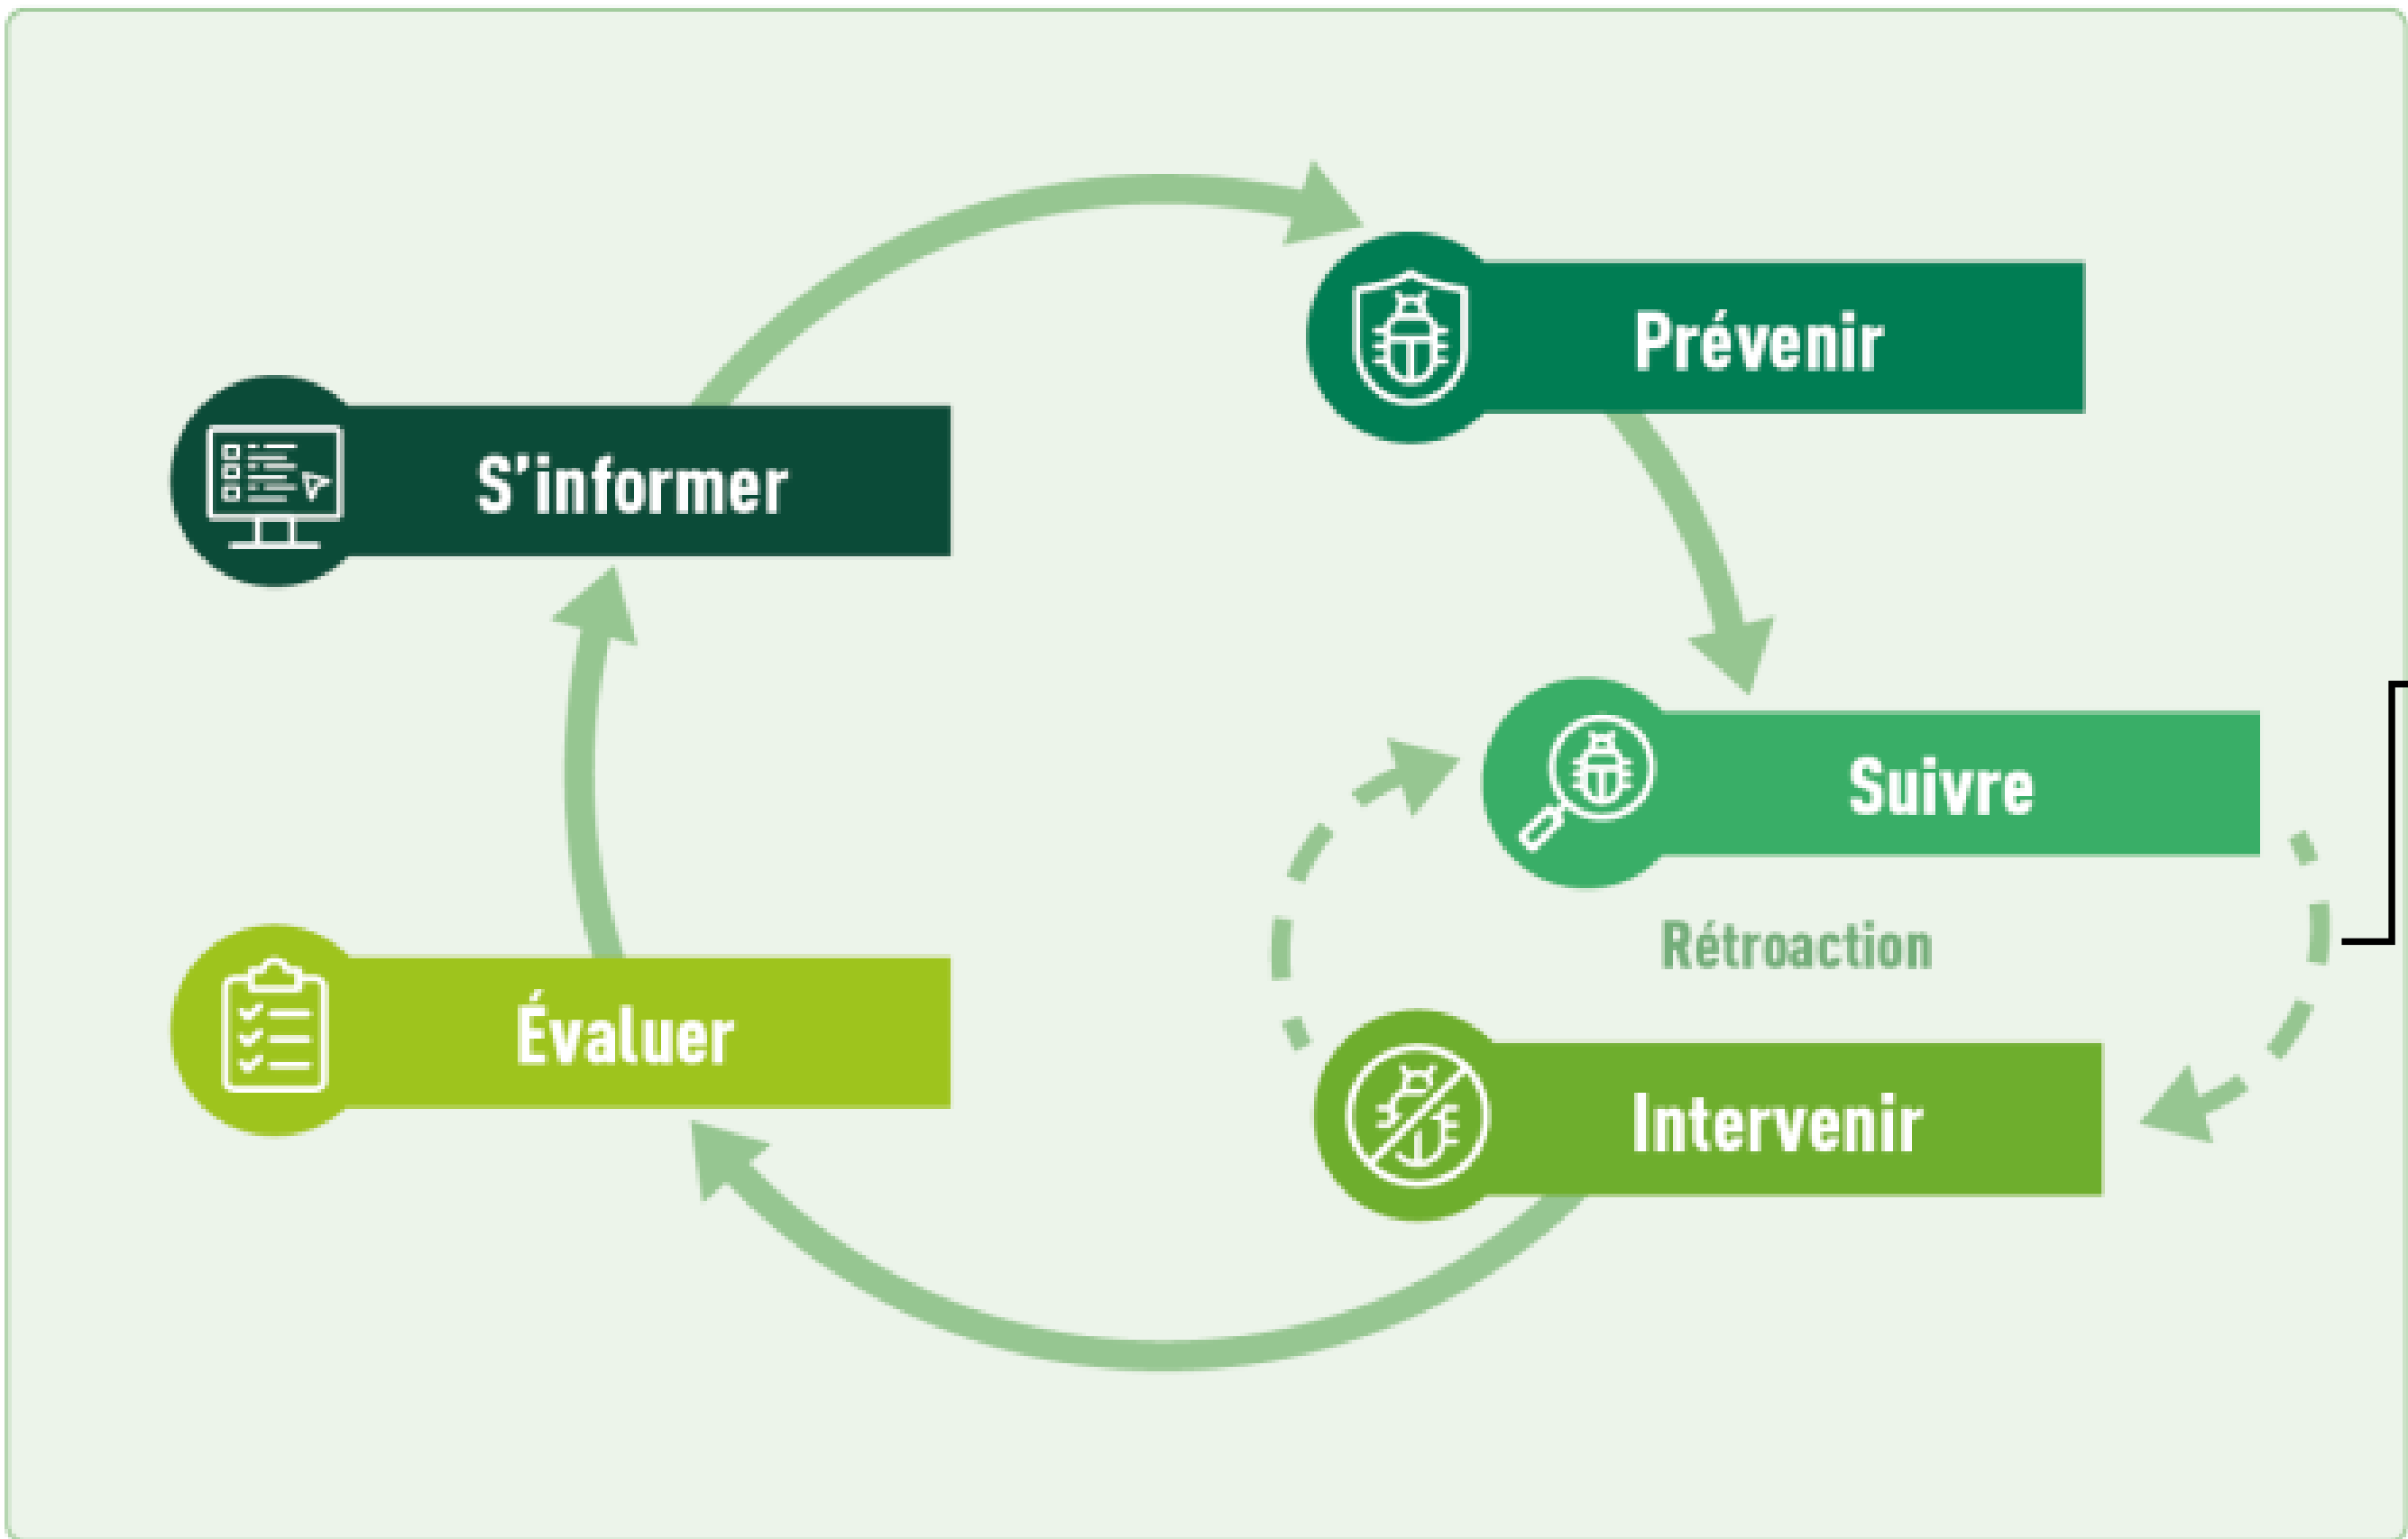 Prévenir
S'informer
Suivre
Rétroaction
Évaluer
Intervenir